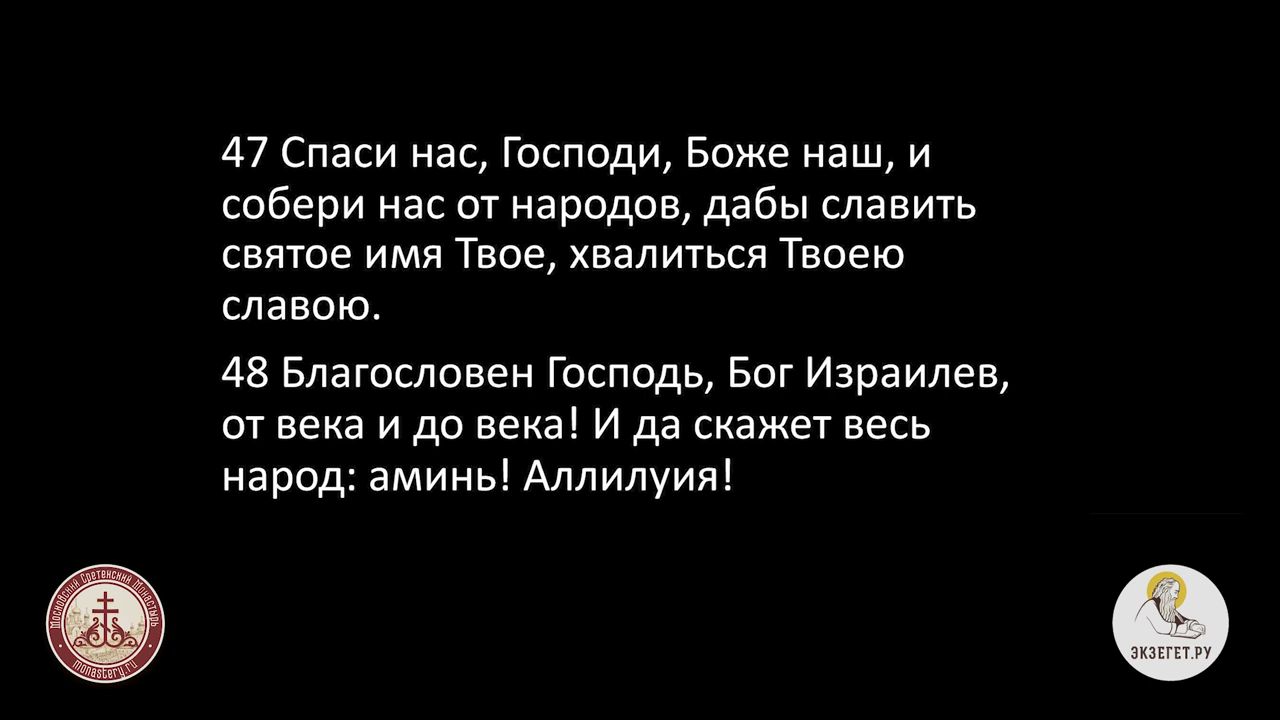 47 Спаси нас, Господи, Боже наш, и
собери нас от народов, дабы славить
святое имя Твое, хвалиться Твоею
славою.
48 Благословен Господь, Бог Израилев,
от века и до века! И да скажет весь
народ: аминь! Аллилуия!
Московский Сретенский Монастырь
monastery.ru
ЭКЗЕГЕТ.РУ